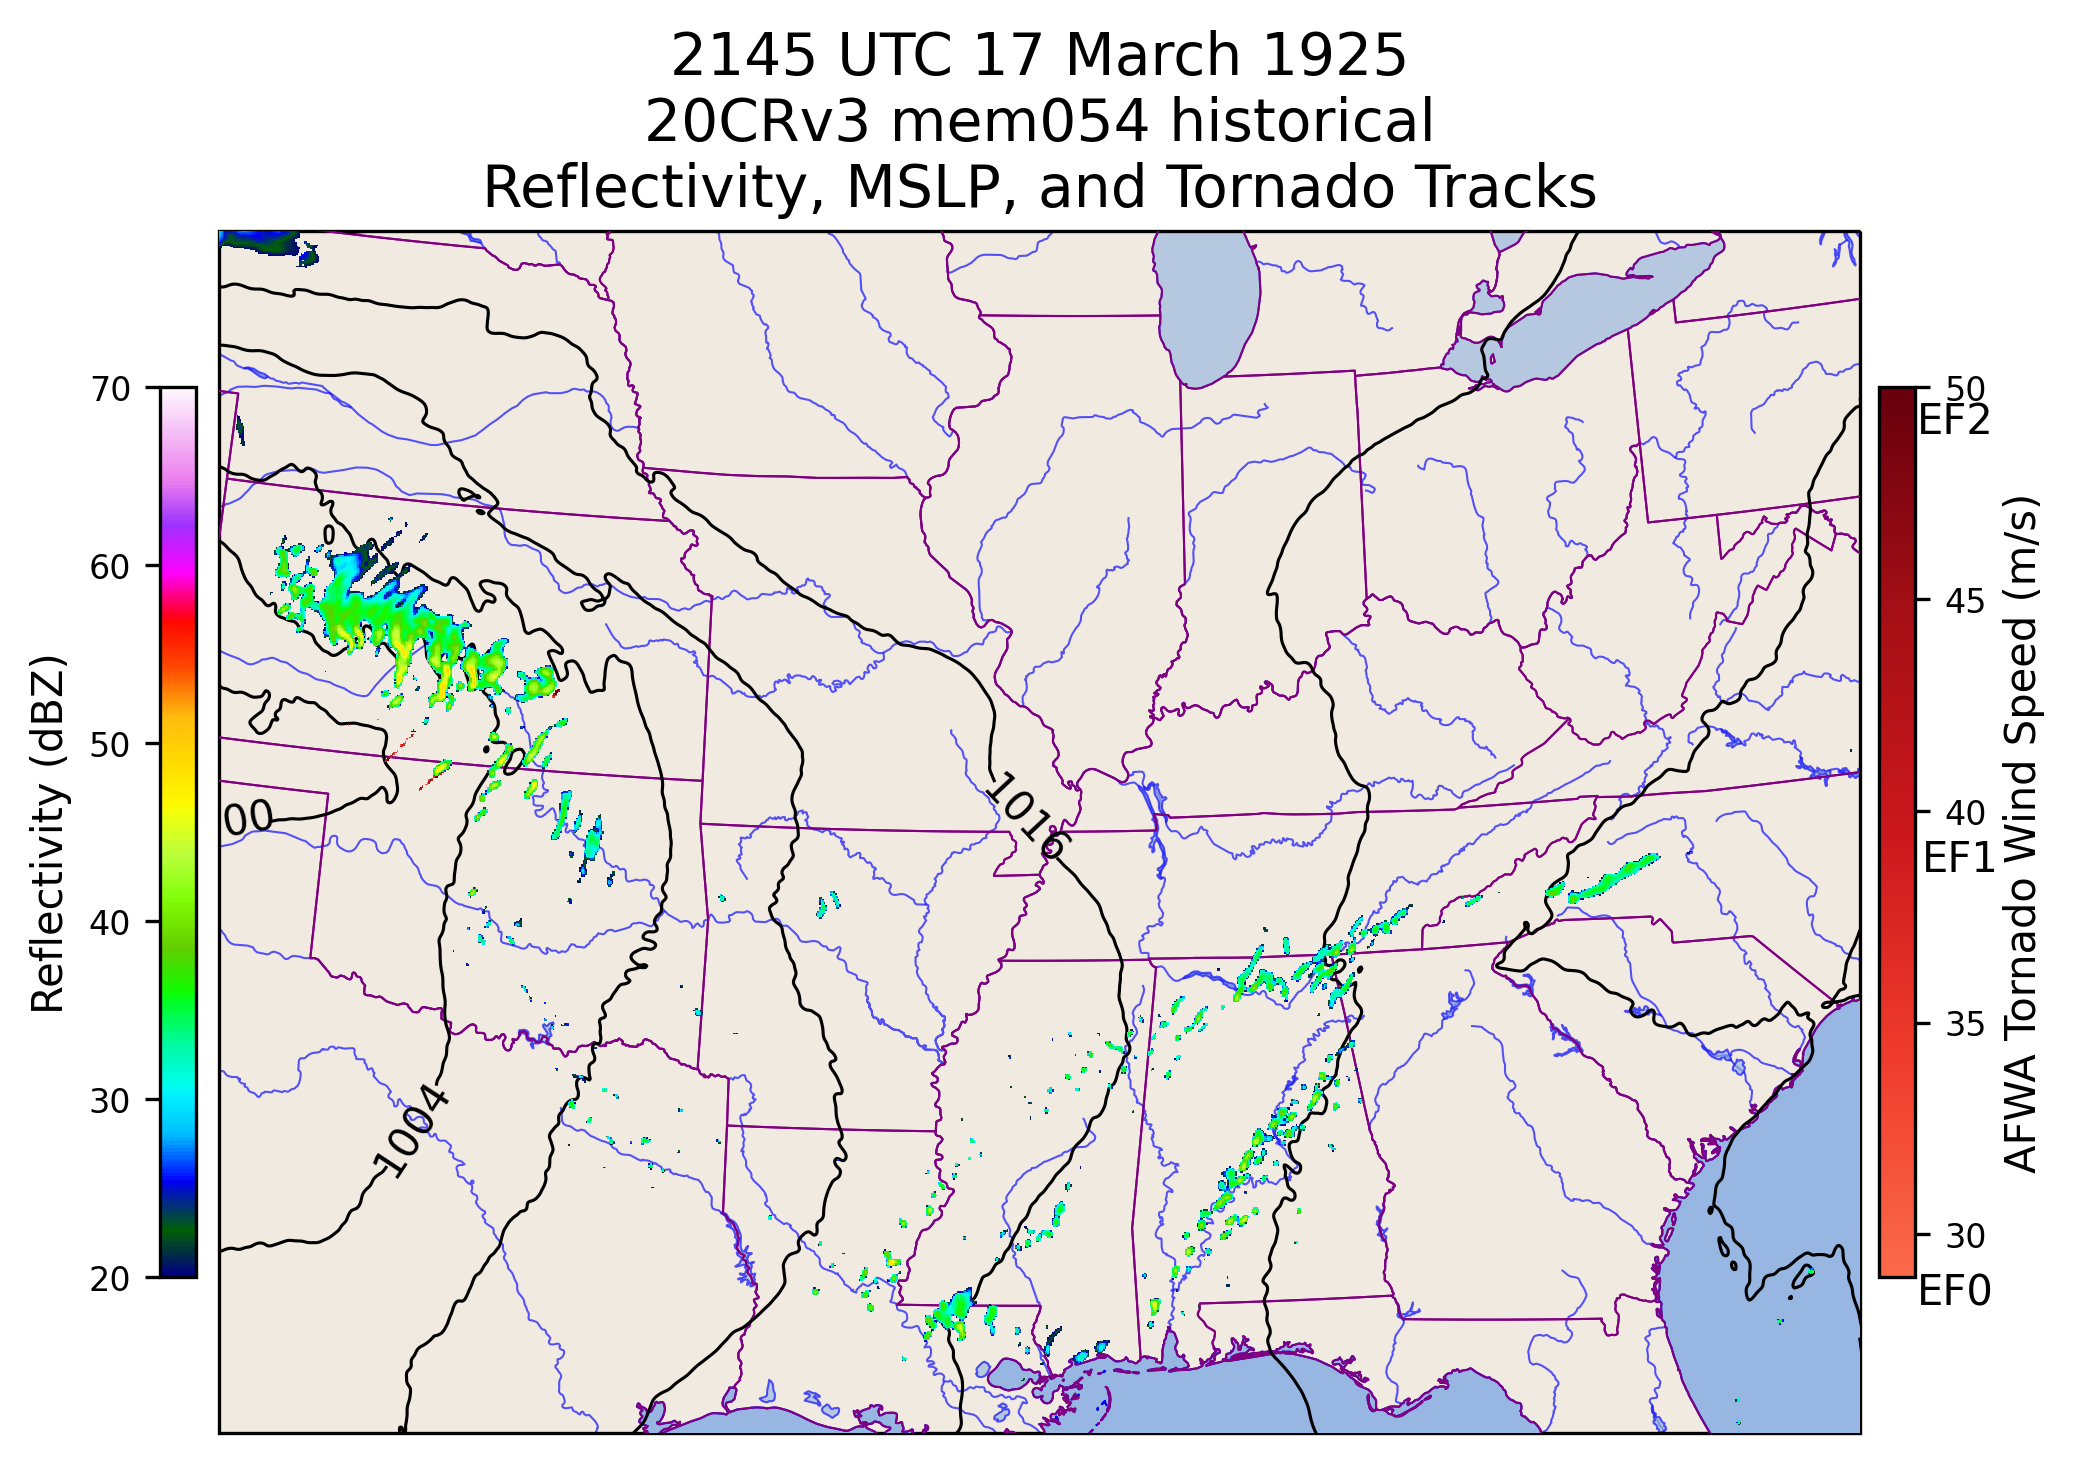 2145 UTC 17 March 1925
20CRv3 mem054 historical
Reflectivity, MSLP, and Tornado Tracks
70
60
50
40
30
20
Reflectivity (dBZ)
00
1004
1016
0
50
EF2
45
40
EF1
35
30
EF0
AFWA Tornado Wind Speed (m/s)